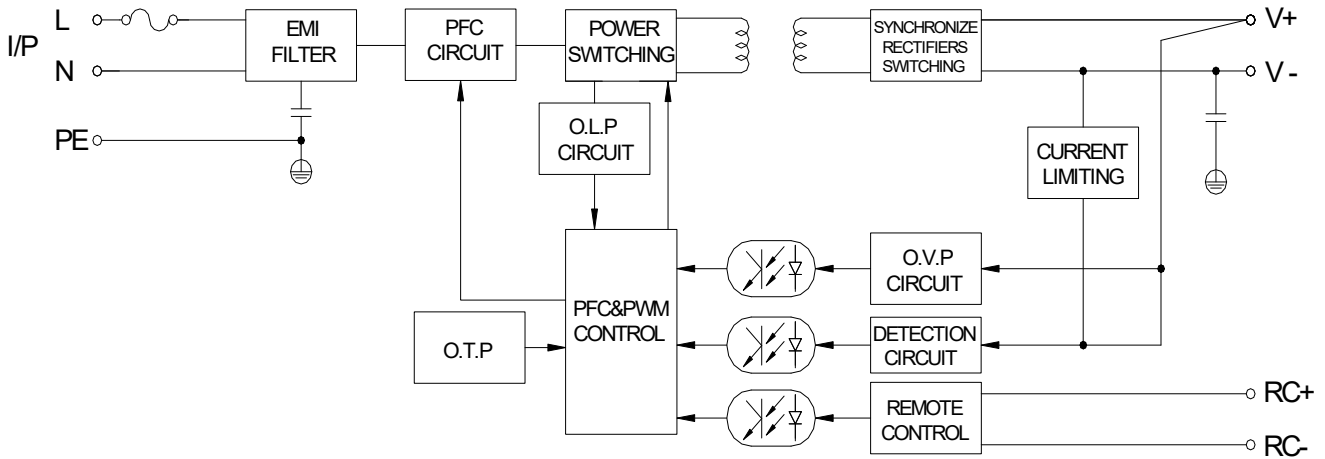 I/P
L
N
PE
EMI
FILTER
PFC
CIRCUIT
POWER
SWITCHING
SYNCHRONIZE
RECTIFIERS
SWITCHING
V+
V-
O.L.P
CIRCUIT
CURRENT
LIMITING
O.V.P
CIRCUIT
PFC&PWM
CONTROL
O.T.P
DETECTION
CIRCUIT
REMOTE
CONTROL
RC+
RC-